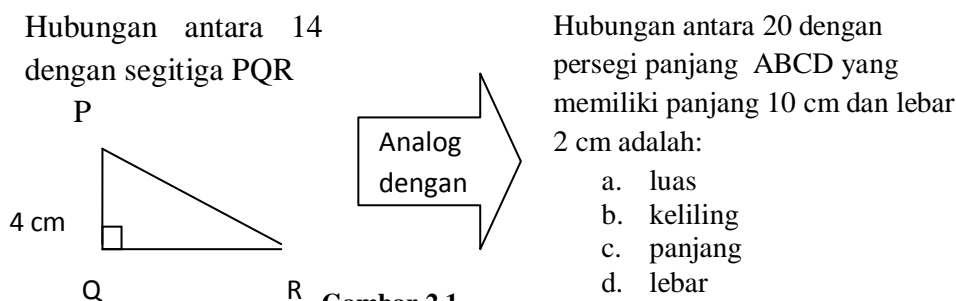 Hubungan antara 14
dengan segitiga PQR
P
4 cm
Q
R
Analog
dengan
Hubungan antara 20 dengan
persegi panjang ABCD yang
memiliki panjang 10 cm dan lebar
2 cm adalah:
a. luas
b. keliling
c. panjang
d. lebar
Gambar 2.1